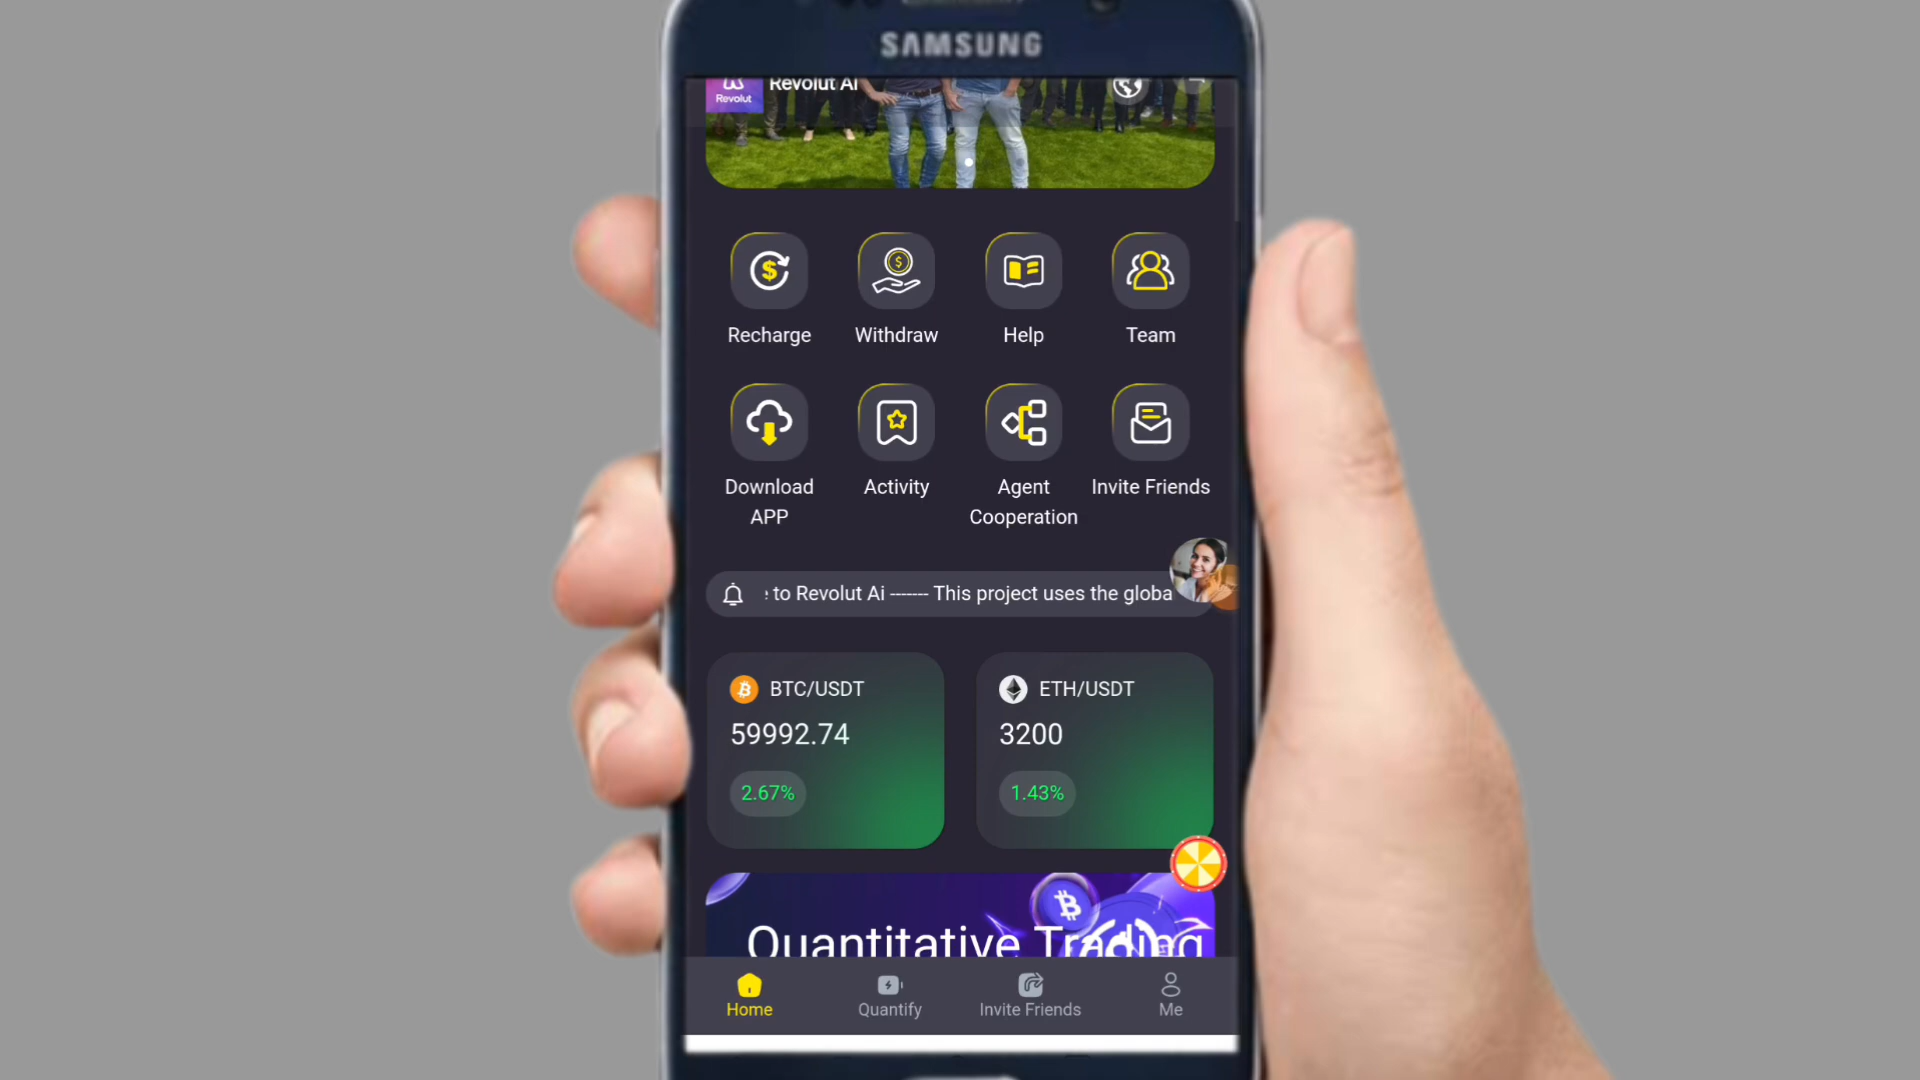 SAMSUNG
Revolut
Revolut Ai
Recharge
Withdraw
Help
Team
Download
APP
Activity
Agent
Cooperation
Invite Friends
to Revolut Ai ------- This project uses the globa
BTC/USDT
59992.74
2.67%
ETH/USDT
3200
1.43%
Quantitative Trading
Home
Quantify
Invite Friends
Me